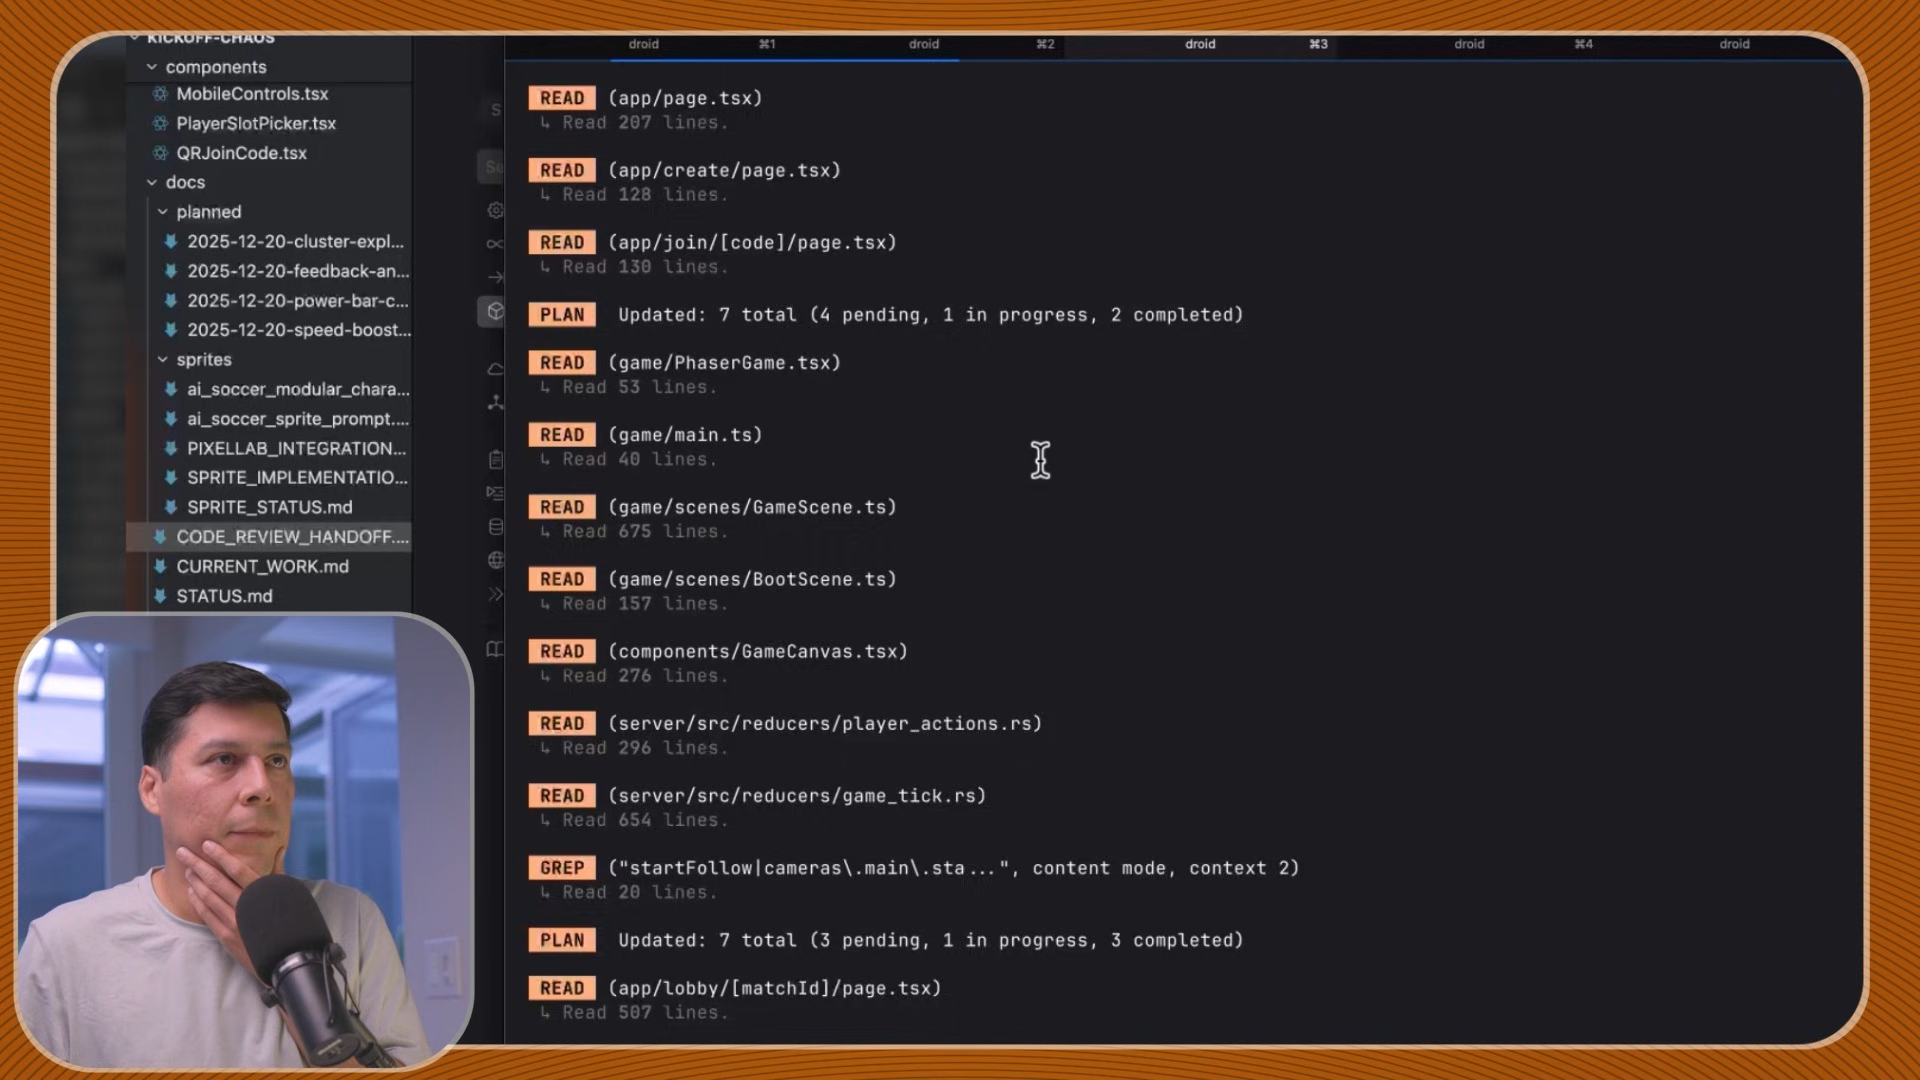 KICKOFF-CHAOS
components
MobileControls.tsx
PlayerSlotPicker.tsx
QRJoinCode.tsx
docs
planned
2025-12-20-cluster-expl...
2025-12-20-feedback-an...
2025-12-20-power-bar-c...
2025-12-20-speed-boost...
sprites
ai_soccer_modular_chara...
ai_soccer_sprite_prompt....
PIXELLAB_INTEGRATION...
SPRITE_IMPLEMENTATIO...
SPRITE_STATUS.md
CODE_REVIEW_HANDOFF....
CURRENT_WORK.md
STATUS.md
droid ⌘1 droid ⌘2 droid ⌘3 droid ⌘4 droid
READ (app/page.tsx)
↳ Read 207 lines.
READ (app/create/page.tsx)
↳ Read 128 lines.
READ (app/join/[code]/page.tsx)
↳ Read 130 lines.
PLAN Updated: 7 total (4 pending, 1 in progress, 2 completed)
READ (game/PhaserGame.tsx)
↳ Read 53 lines.
READ (game/main.ts)
↳ Read 40 lines.
READ (game/scenes/GameScene.ts)
↳ Read 675 lines.
READ (game/scenes/BootScene.ts)
↳ Read 157 lines.
READ (components/GameCanvas.tsx)
↳ Read 276 lines.
READ (server/src/reducers/player_actions.rs)
↳ Read 296 lines.
READ (server/src/reducers/game_tick.rs)
↳ Read 654 lines.
GREP ("startFollow|cameras\.main\.sta...", content mode, context 2)
↳ Read 20 lines.
PLAN Updated: 7 total (3 pending, 1 in progress, 3 completed)
READ (app/lobby/[matchId]/page.tsx)
↳ Read 507 lines.